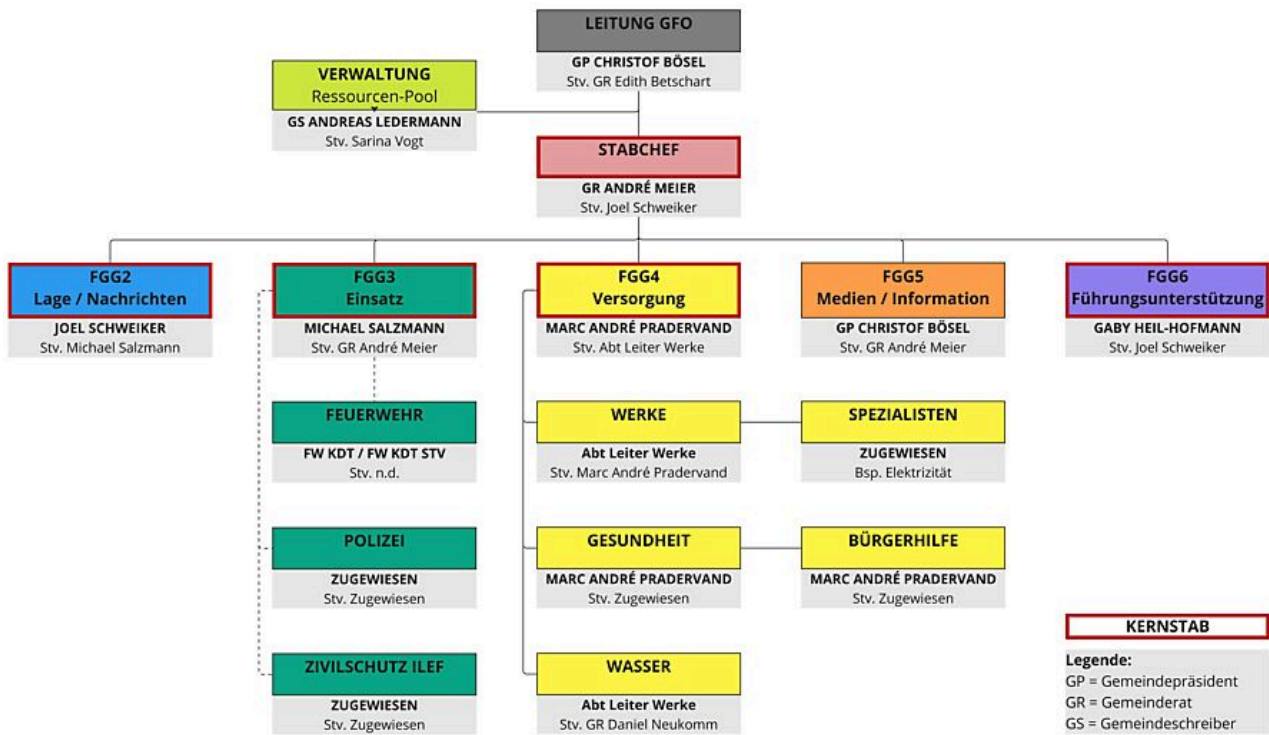 LEITUNG GFO
GP CHRISTOF BÖSEL
Stv. GR Edith Betschart
VERWALTUNG
Ressourcen-Pool
GS ANDREAS LEDERMANN
Stv. Sarina Vogt
STABCHEF
GR ANDRÉ MEIER
Stv. Joel Schweiker
FGG2
Lage / Nachrichten
JOEL SCHWEIKER
Stv. Michael Salzmann
FGG3
Einsatz
MICHAEL SALZMANN
Stv. GR André Meier
FGG4
Versorgung
MARC ANDRÉ PRADERVAND
Stv. Abt Leiter Werke
FGG5
Medien / Information
GP CHRISTOF BÖSEL
Stv. GR André Meier
FGG6
Führungsunterstützung
GABY HEIL-HOFMANN
Stv. Joel Schweiker
FEUERWEHR
FW KDT / FW KDT STV
Stv. n.d.
WERKE
Abt Leiter Werke
Stv. Marc André Pradervand
SPEZIALISTEN
ZUGEWIESEN
Bsp. Elektrizität
POLIZEI
ZUGEWIESEN
Stv. Zugewiesen
GESUNDHEIT
MARC ANDRÉ PRADERVAND
Stv. Zugewiesen
BÜRGERHILFE
MARC ANDRÉ PRADERVAND
Stv. Zugewiesen
ZIVILSCHUTZ ILEF
ZUGEWIESEN
Stv. Zugewiesen
WASSER
Abt Leiter Werke
Stv. GR Daniel Neukomm
KERNSTAB
Legende:
GP = Gemeindepräsident
GR = Gemeinderat
GS = Gemeindeschreiber